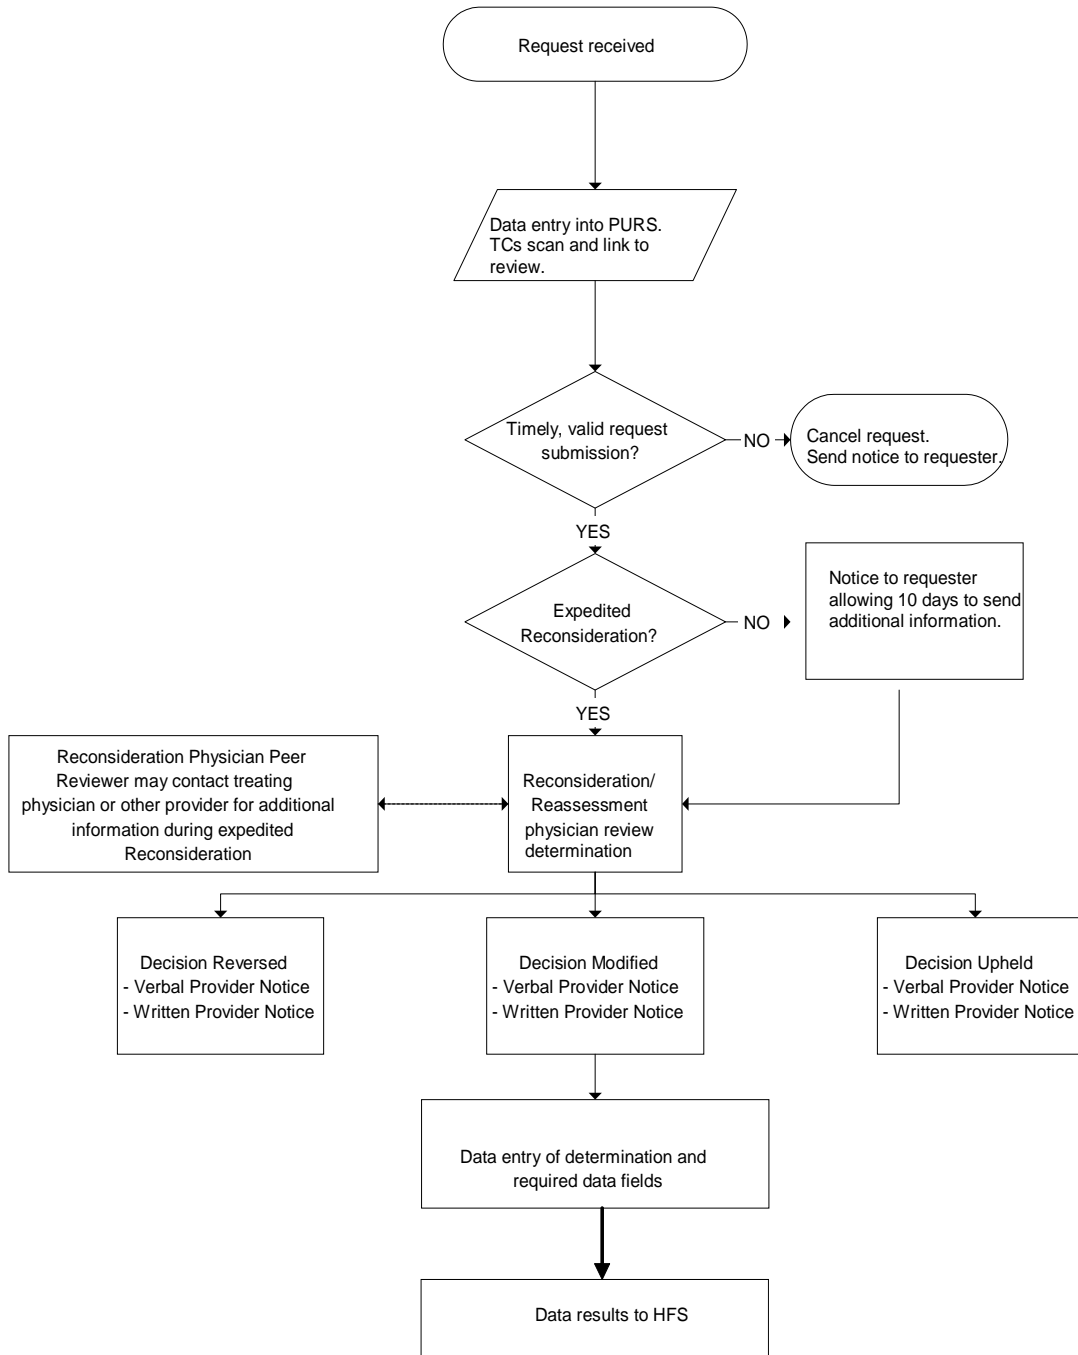 Request received
Data entry into PURS.
TCs scan and link to
review.
Timely, valid request
submission?
NO
Cancel request.
Send notice to requester.
YES
Expedited
Reconsideration?
NO
Notice to requester
allowing 10 days to send
additional information.
YES
Reconsideration Physician Peer
Reviewer may contact treating
physician or other provider for additional
information during expedited
Reconsideration
Reconsideration/
Reassessment
physician review
determination
Decision Reversed
- Verbal Provider Notice
- Written Provider Notice
Decision Modified
- Verbal Provider Notice
- Written Provider Notice
Decision Upheld
- Verbal Provider Notice
- Written Provider Notice
Data entry of determination and
required data fields
Data results to HFS